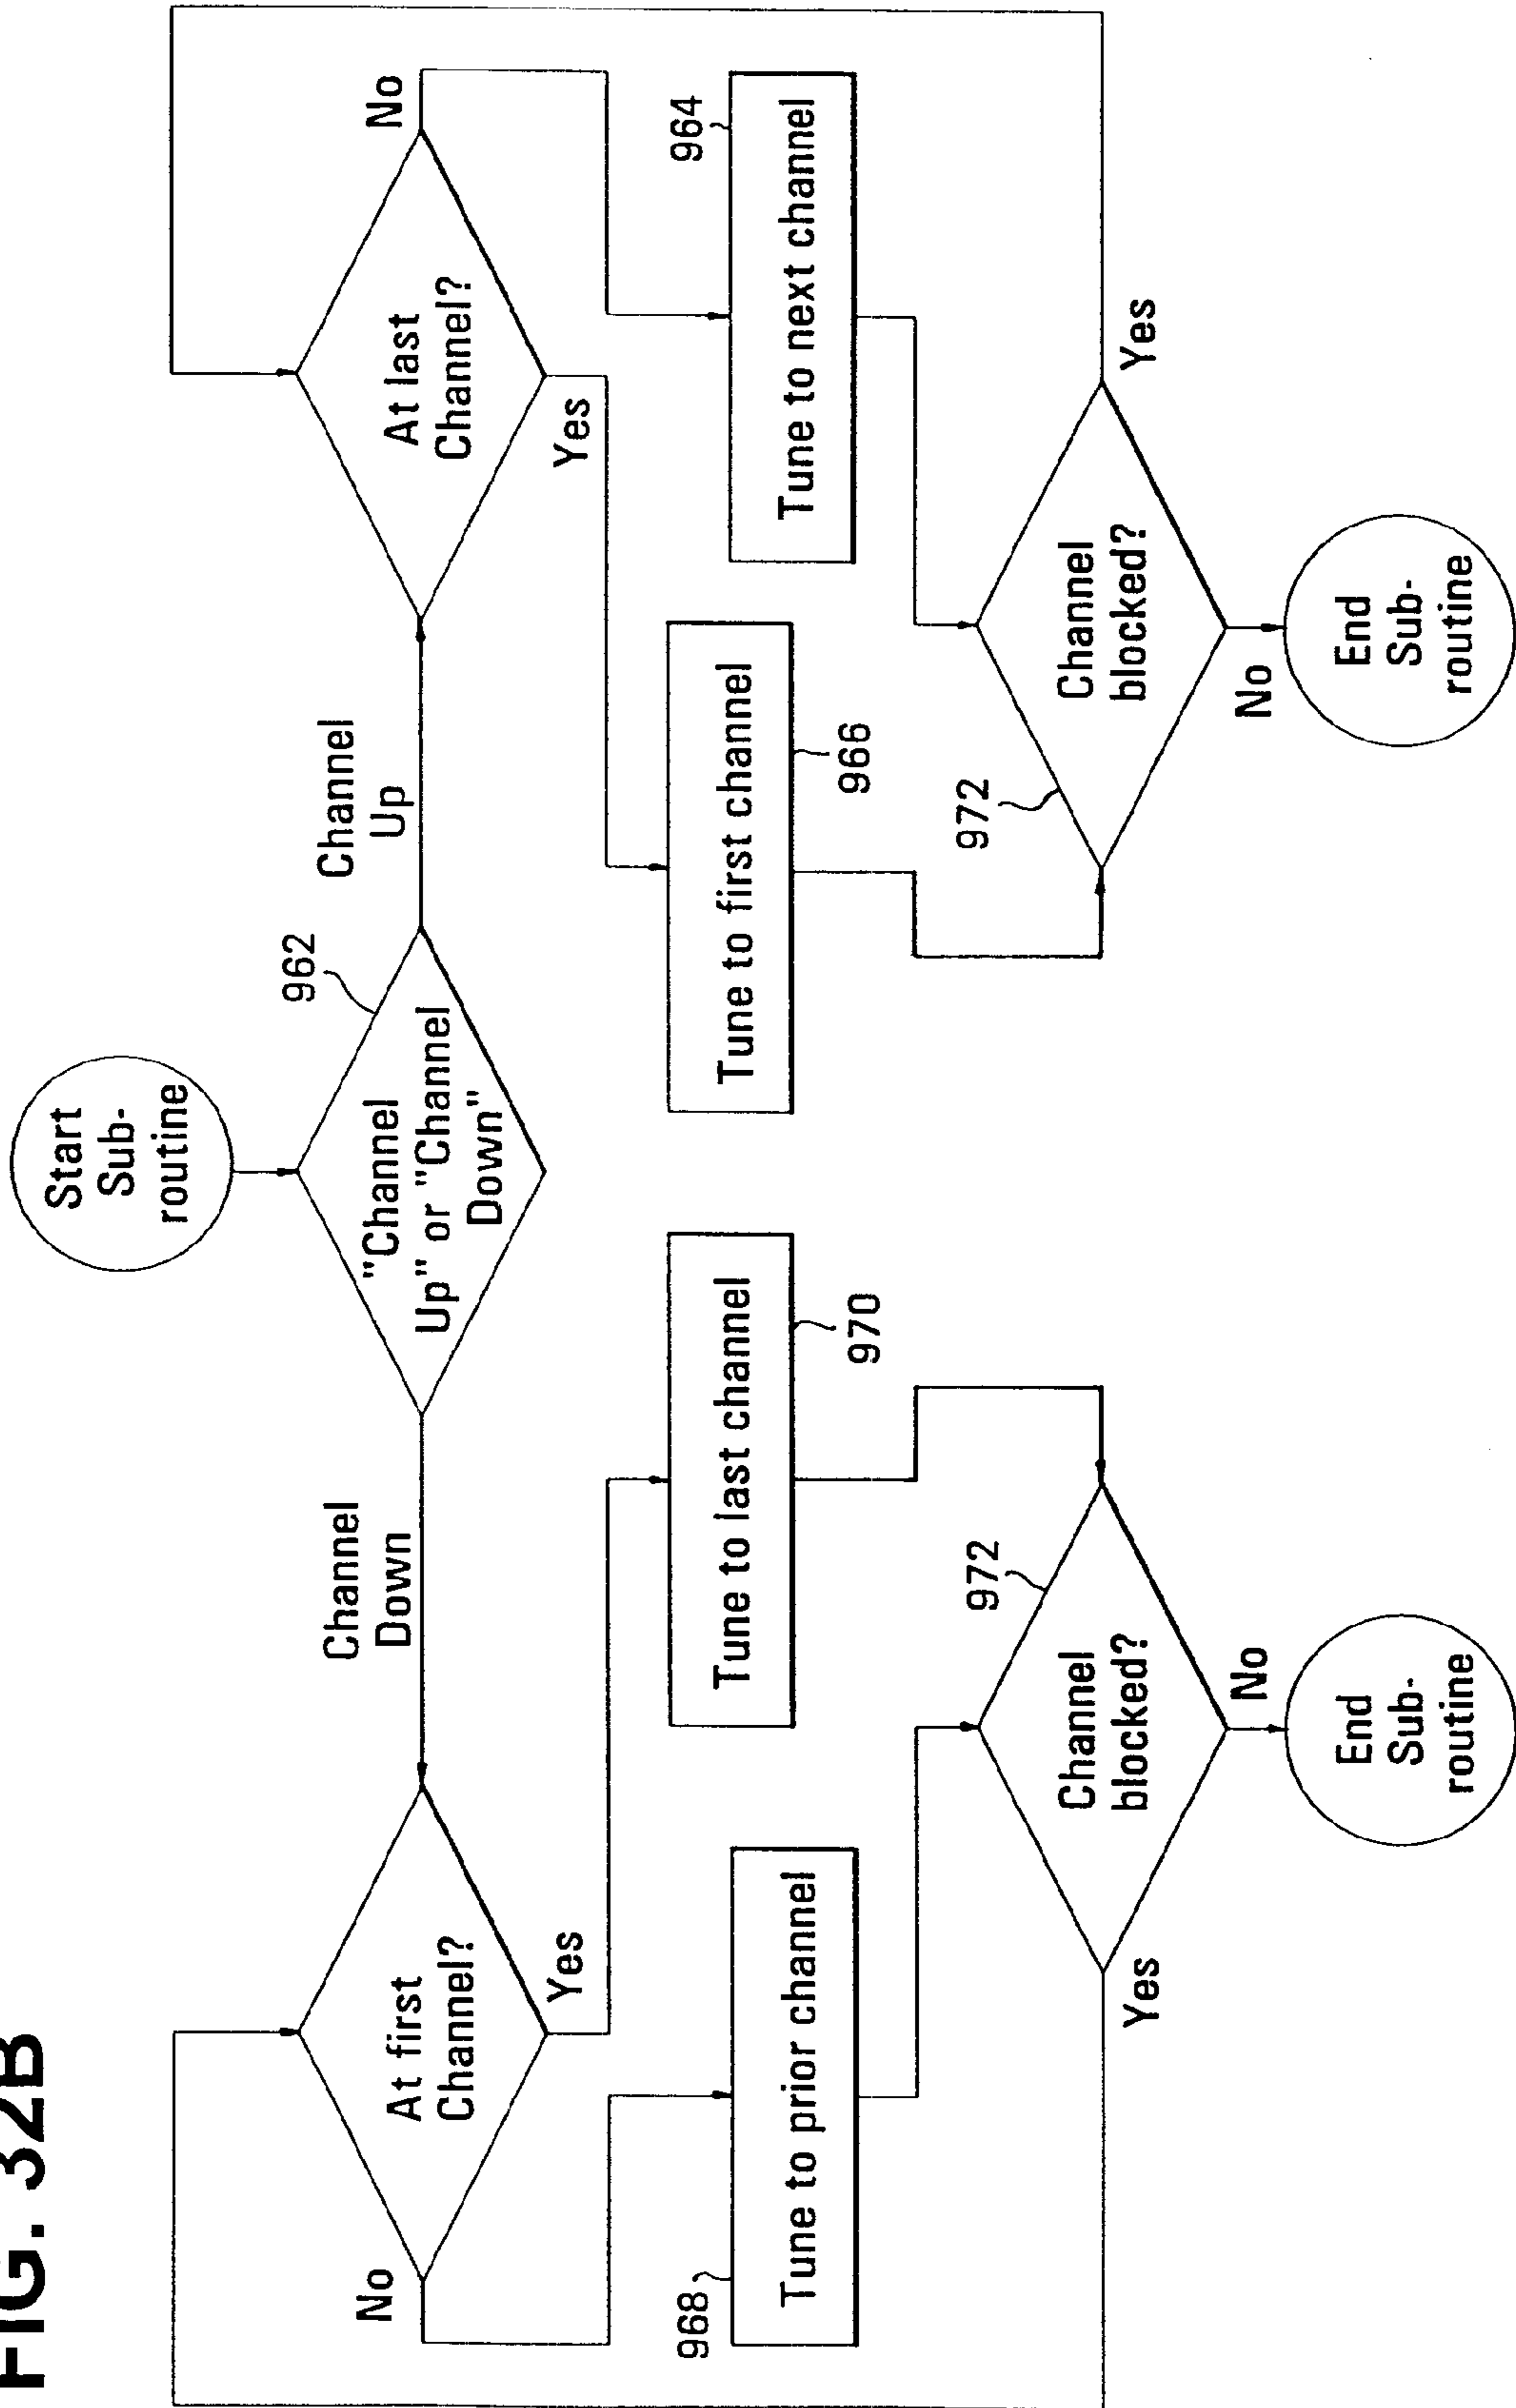 FIG. 32B
Start
Sub-
routine
962
"Channel
Up" or "Channel
Down"
Channel
Down
Channel
Up
At first
Channel?
No
Yes
At last
Channel?
No
Yes
968
Tune to prior channel
Tune to last channel
970
Tune to first channel
966
964
Tune to next channel
972
Channel
blocked?
Yes
No
End
Sub-
routine
972
Channel
blocked?
Yes
No
End
Sub-
routine